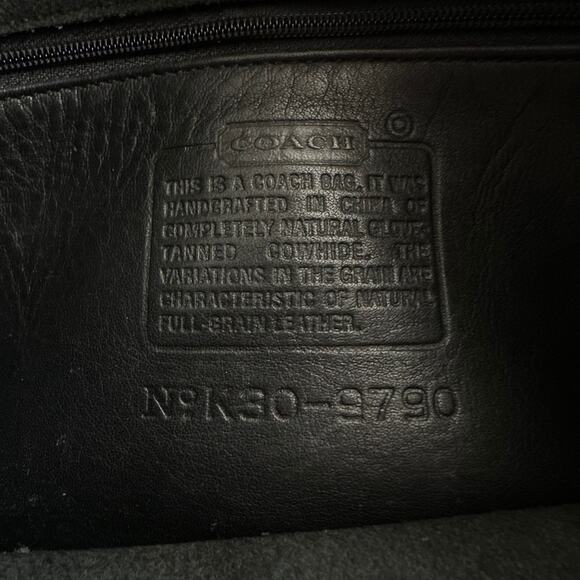 COACH ®
THIS IS A COACH BAG. IT WAS
HANDCRAFTED IN CHINA OF
COMPLETELY NATURAL GLOVE-
TANNED COWHIDE. THE
VARIATIONS IN THE GRAIN ARE
CHARACTERISTIC OF NATURAL
FULL-GRAIN LEATHER.
No K30-9790